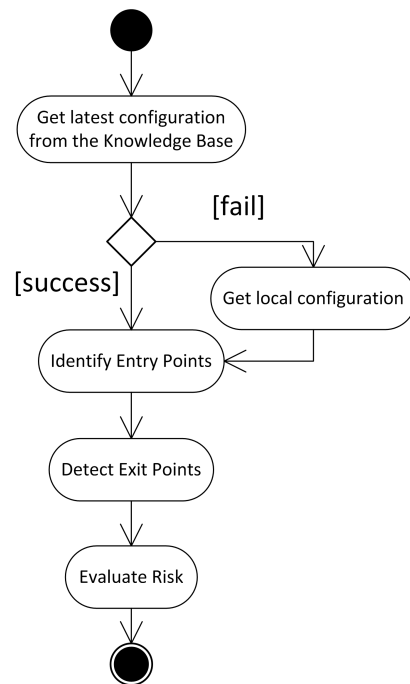 Get latest configuration
from the Knowledge Base
[fail]
[success]
Get local configuration
Identify Entry Points
Detect Exit Points
Evaluate Risk